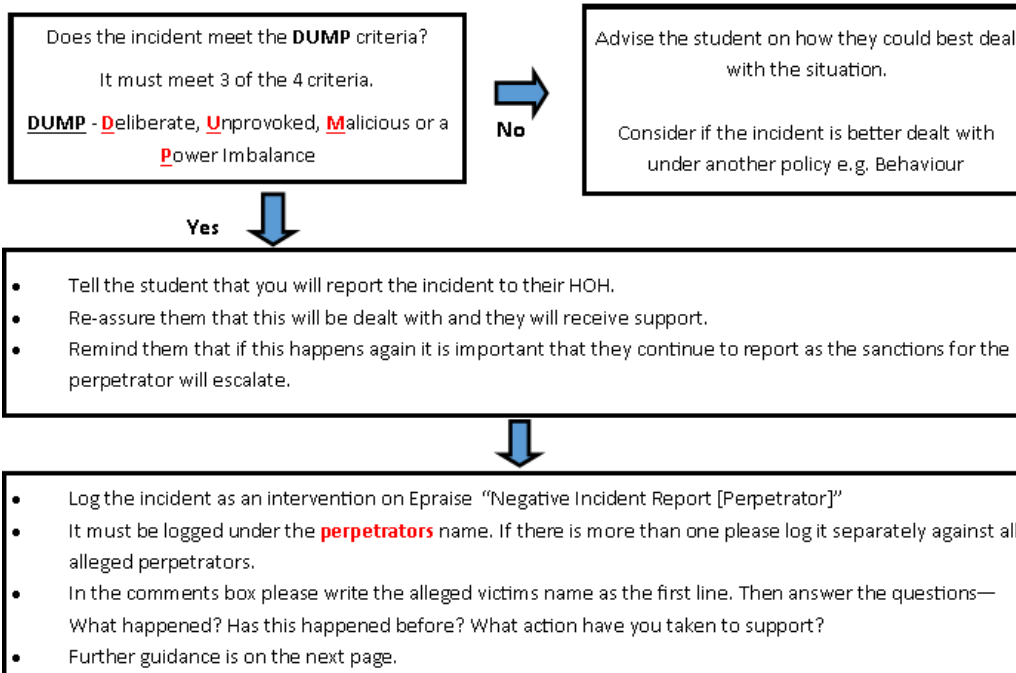 Does the incident meet the DUMP criteria?
It must meet 3 of the 4 criteria.
DUMP - Deliberate, Unprovoked, Malicious or a
Power Imbalance
No
Advise the student on how they could best deal
with the situation.
Consider if the incident is better dealt with
under another policy e.g. Behaviour
Yes
• Tell the student that you will report the incident to their HOH.
• Re-assure them that this will be dealt with and they will receive support.
• Remind them that if this happens again it is important that they continue to report as the sanctions for the
perpetrator will escalate.
• Log the incident as an intervention on Epraise “Negative Incident Report [Perpetrator]”
• It must be logged under the perpetrators name. If there is more than one please log it separately against all
alleged perpetrators.
• In the comments box please write the alleged victims name as the first line. Then answer the questions—
What happened? Has this happened before? What action have you taken to support?
• Further guidance is on the next page.